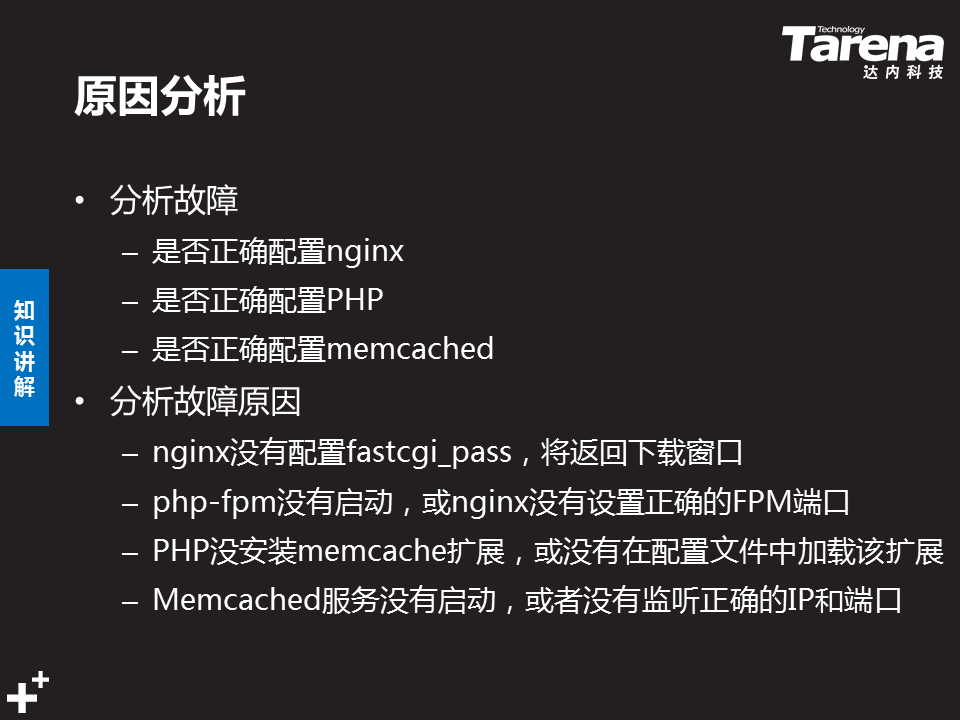 Technology
Tarena
达内科技
原因分析
• 分析故障
– 是否正确配置nginx
– 是否正确配置PHP
– 是否正确配置memcached
知识讲解
• 分析故障原因
– nginx没有配置fastcgi_pass，将返回下载窗口
– php-fpm没有启动，或nginx没有设置正确的FPM端口
– PHP没安装memcache扩展，或没有在配置文件中加载该扩展
– Memcached服务没有启动，或者没有监听正确的IP和端口